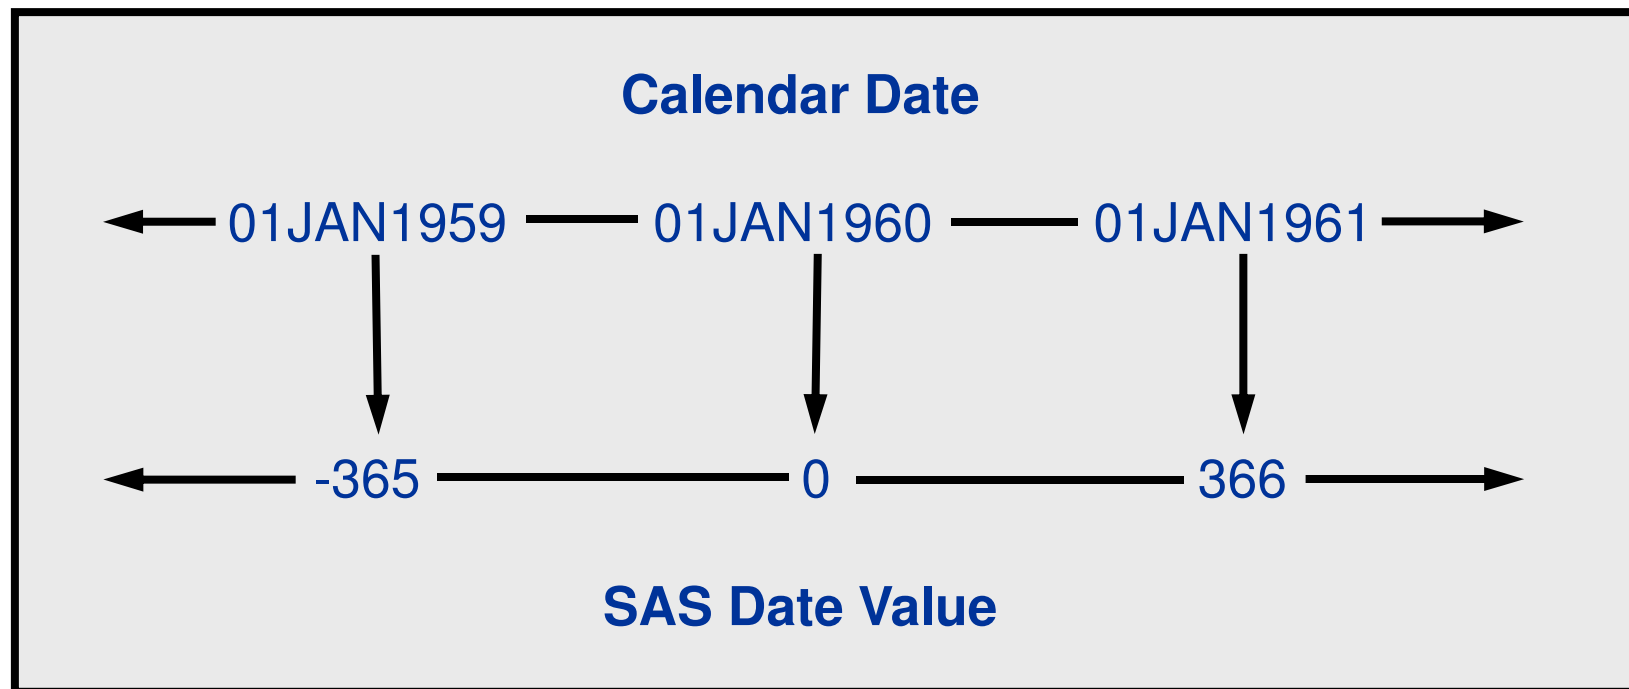 Calendar Date
01JAN1959 01JAN1960 01JAN1961
-365 0 366
SAS Date Value